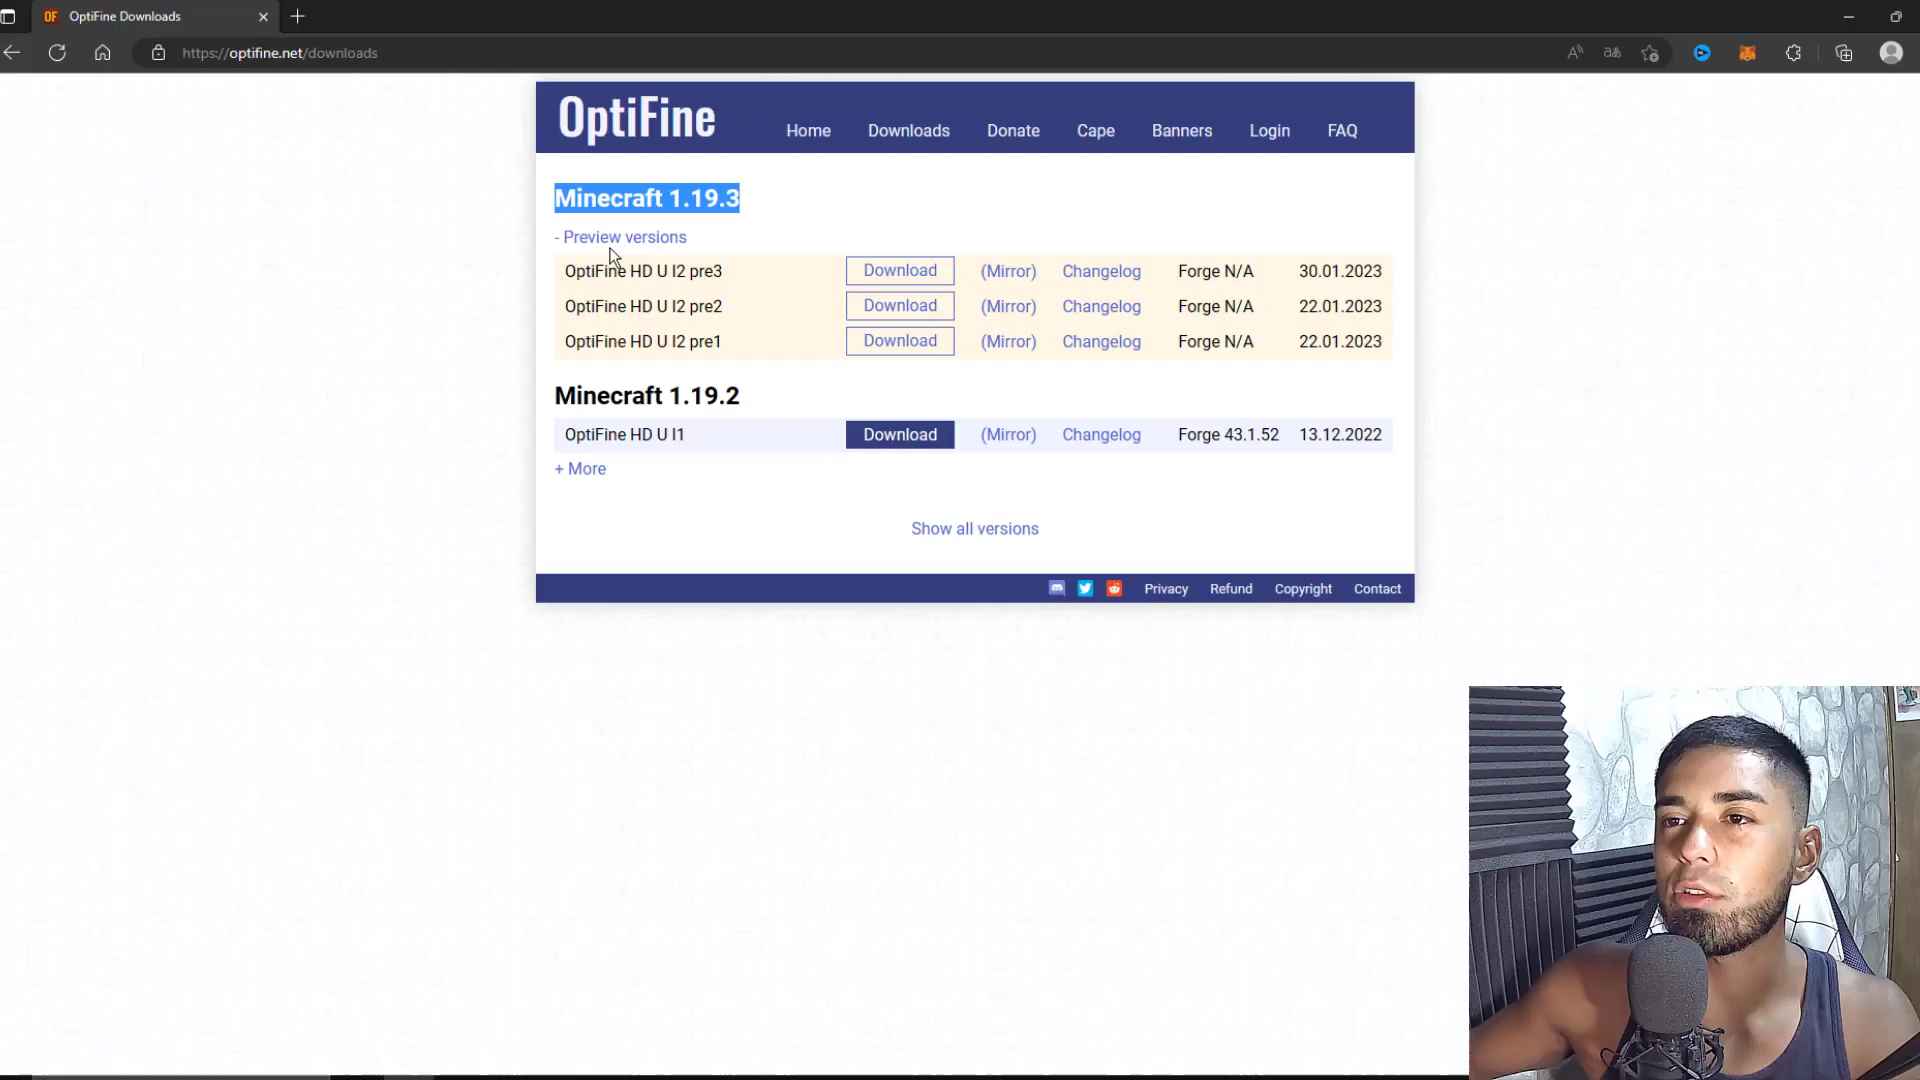 OptiFine Downloads
https://optifine.net/downloads
OptiFine Home Downloads Donate Cape Banners Login FAQ
Minecraft 1.19.3
- Preview versions
OptiFine HD U I2 pre3 Download (Mirror) Changelog Forge N/A 30.01.2023
OptiFine HD U I2 pre2 Download (Mirror) Changelog Forge N/A 22.01.2023
OptiFine HD U I2 pre1 Download (Mirror) Changelog Forge N/A 22.01.2023
Minecraft 1.19.2
OptiFine HD U I1 Download (Mirror) Changelog Forge 43.1.52 13.12.2022
+ More
Show all versions
Privacy Refund Copyright Contact